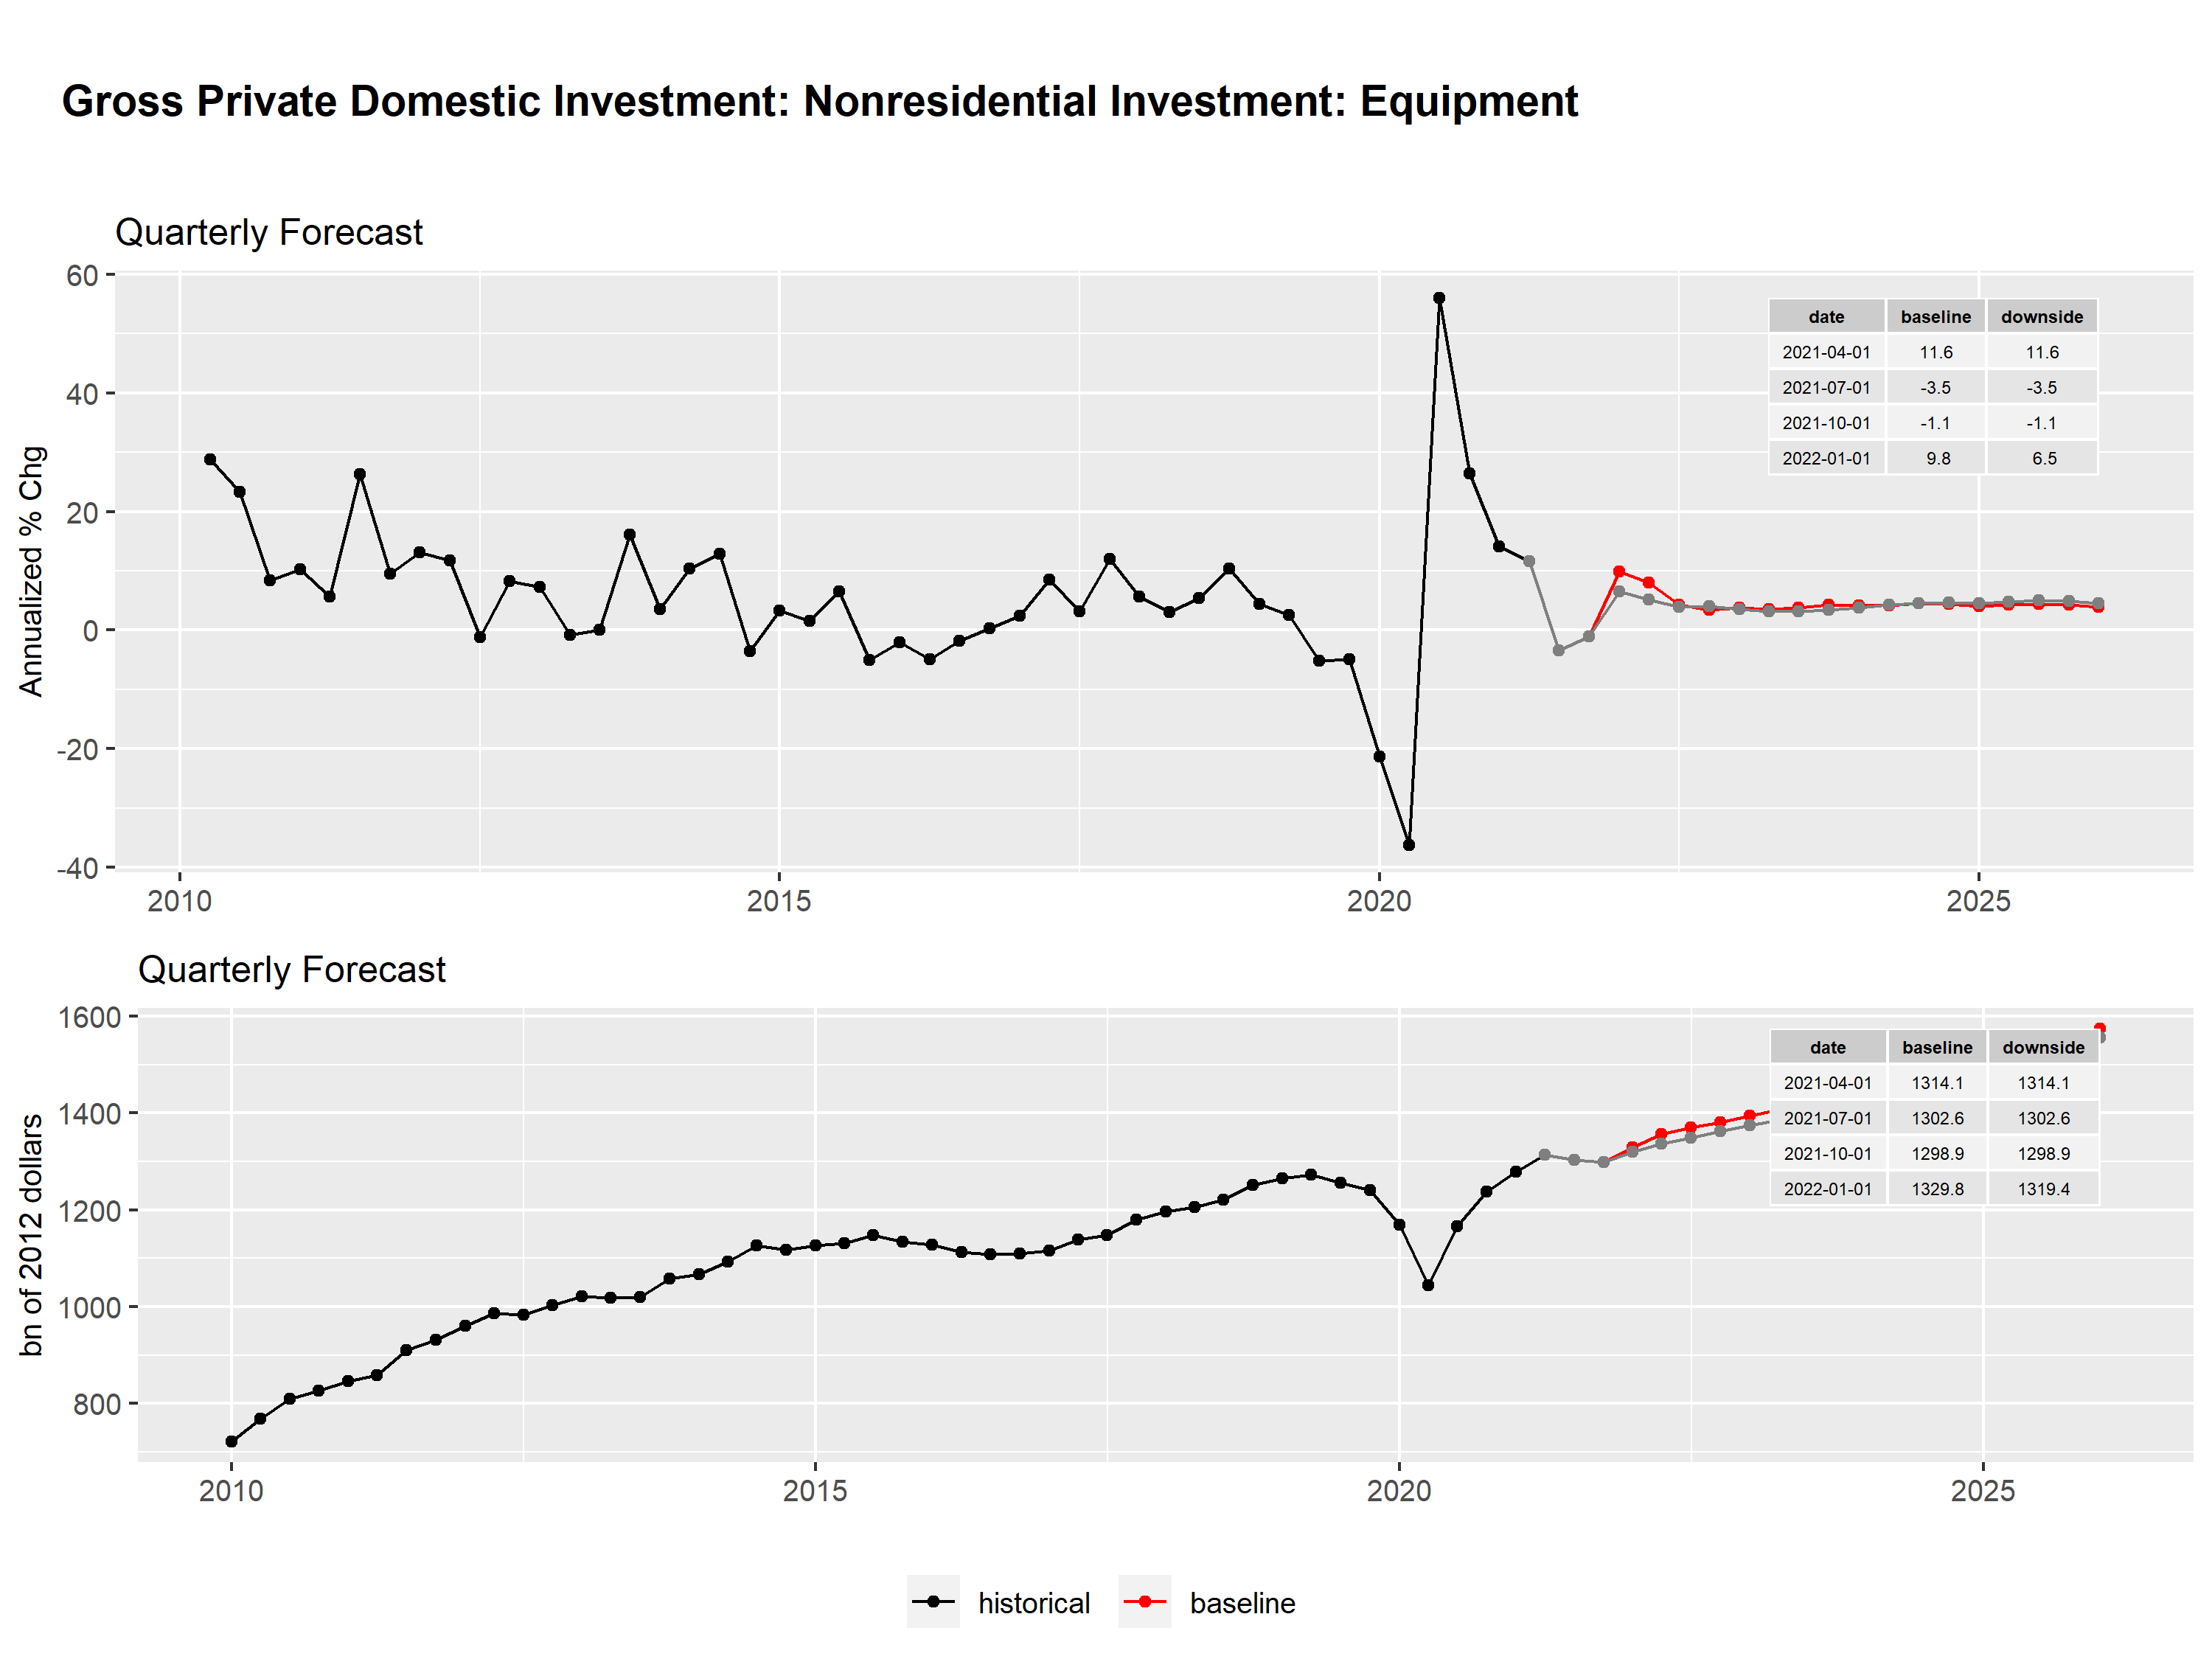 Gross Private Domestic Investment: Nonresidential Investment: Equipment
Quarterly Forecast
Annualized % Chg
60
40
20
0
-20
-40
date baseline downside
2021-04-01 11.6 11.6
2021-07-01 -3.5 -3.5
2021-10-01 -1.1 -1.1
2022-01-01 9.8 6.5
2010 2015 2020 2025
Quarterly Forecast
bn of 2012 dollars
1600
1400
1200
1000
800
date baseline downside
2021-04-01 1314.1 1314.1
2021-07-01 1302.6 1302.6
2021-10-01 1298.9 1298.9
2022-01-01 1329.8 1319.4
2010 2015 2020 2025
historical baseline